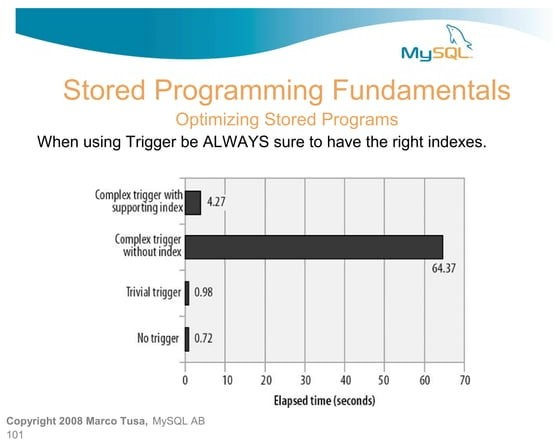 MySQL
Stored Programming Fundamentals
Optimizing Stored Programs
When using Trigger be ALWAYS sure to have the right indexes.
Complex trigger with
supporting index
4.27
Complex trigger
without index
64.37
Trivial trigger
0.98
No trigger
0.72
0 10 20 30 40 50 60 70
Elapsed time (seconds)
Copyright 2008 Marco Tusa, MySQL AB
101